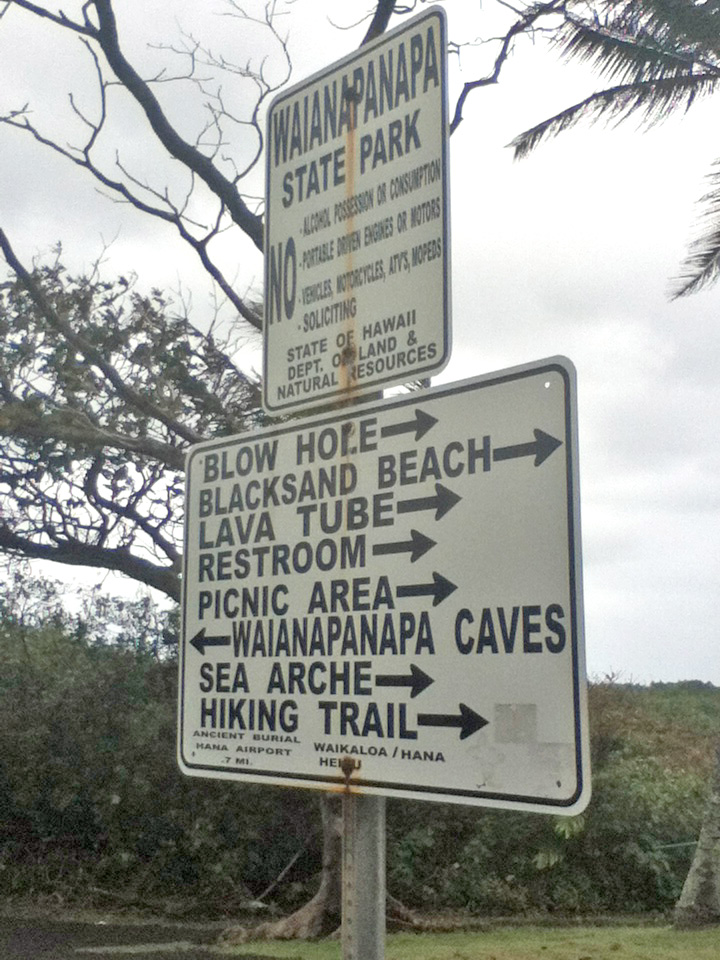 WAIANAPANAPA
STATE PARK
NO
- ALCOHOL POSSESSION OR CONSUMPTION
- PORTABLE DRIVEN ENGINES OR MOTORS
- VEHICLES, MOTORCYCLES, ATV'S, MOPEDS
- SOLICITING
STATE OF HAWAII
DEPT. OF LAND &
NATURAL RESOURCES
BLOW HOLE →
BLACKSAND BEACH →
LAVA TUBE →
RESTROOM →
PICNIC AREA →
← WAIANAPANAPA CAVES
SEA ARCHE →
HIKING TRAIL →
ANCIENT BURIAL
HANA AIRPORT
.7 MI.
WAIKALOA / HANA